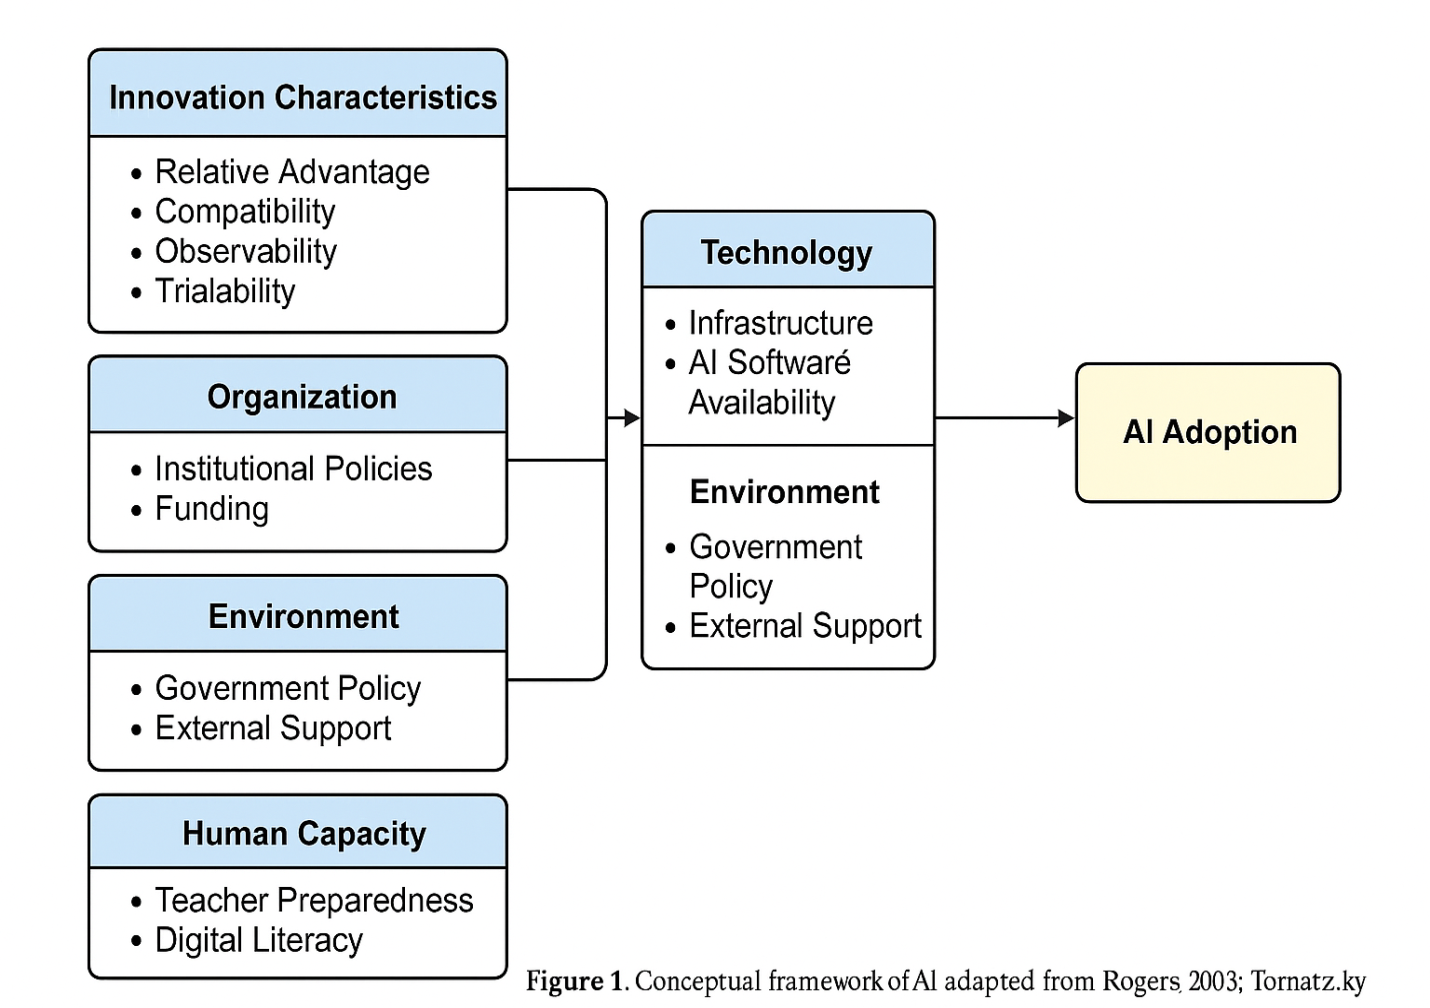 Innovation Characteristics
• Relative Advantage
• Compatibility
• Observability
• Trialability
Organization
• Institutional Policies
• Funding
Environment
• Government Policy
• External Support
Human Capacity
• Teacher Preparedness
• Digital Literacy
Technology
• Infrastructure
• AI Softwaré
Availability
Environment
• Government
Policy
• External Support
AI Adoption
Figure 1. Conceptual framework of AI adapted from Rogers, 2003; Tornatz.ky